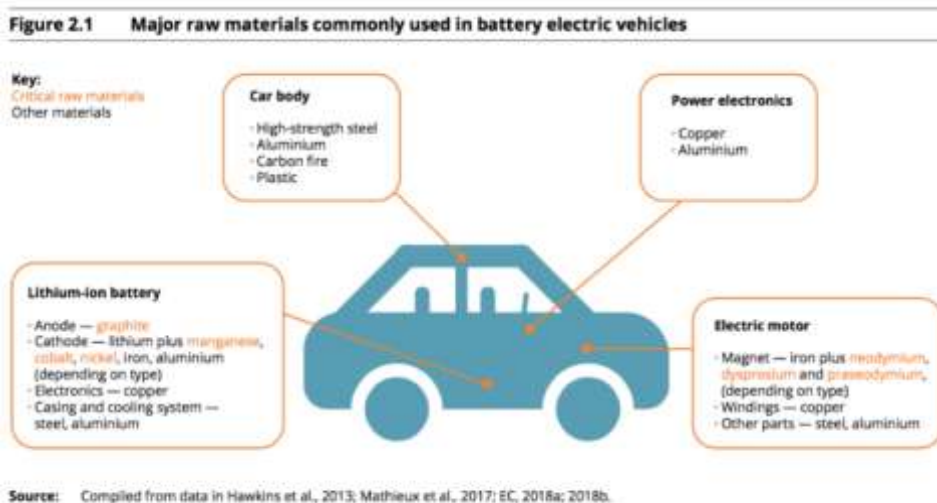 Figure 2.1 Major raw materials commonly used in battery electric vehicles
Key:
Critical raw materials
Other materials
Car body
· High-strength steel
· Aluminium
· Carbon fire
· Plastic
Power electronics
· Copper
· Aluminium
Lithium-ion battery
· Anode — graphite
· Cathode — lithium plus manganese,
cobalt, nickel, iron, aluminium
(depending on type)
· Electronics — copper
· Casing and cooling system —
steel, aluminium
Electric motor
· Magnet — iron plus neodymium,
dysprosium and praseodymium,
(depending on type)
· Windings — copper
· Other parts — steel, aluminium
Source: Compiled from data in Hawkins et al., 2013; Mathieux et al., 2017; EC, 2018a; 2018b.